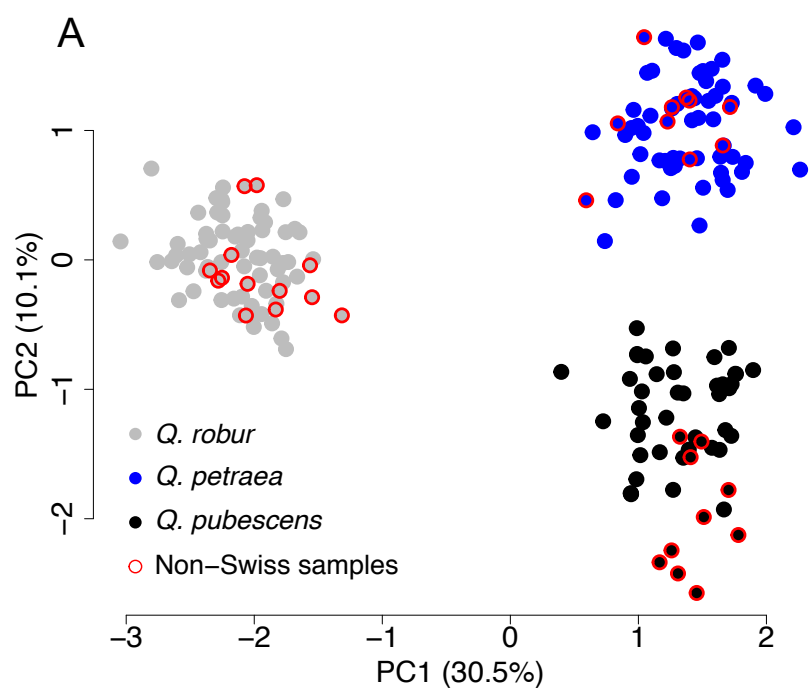 A
1
0
−1
−2
PC2 (10.1%)
Q. robur
Q. petraea
Q. pubescens
Non−Swiss samples
−3
−2
−1
0
1
2
PC1 (30.5%)